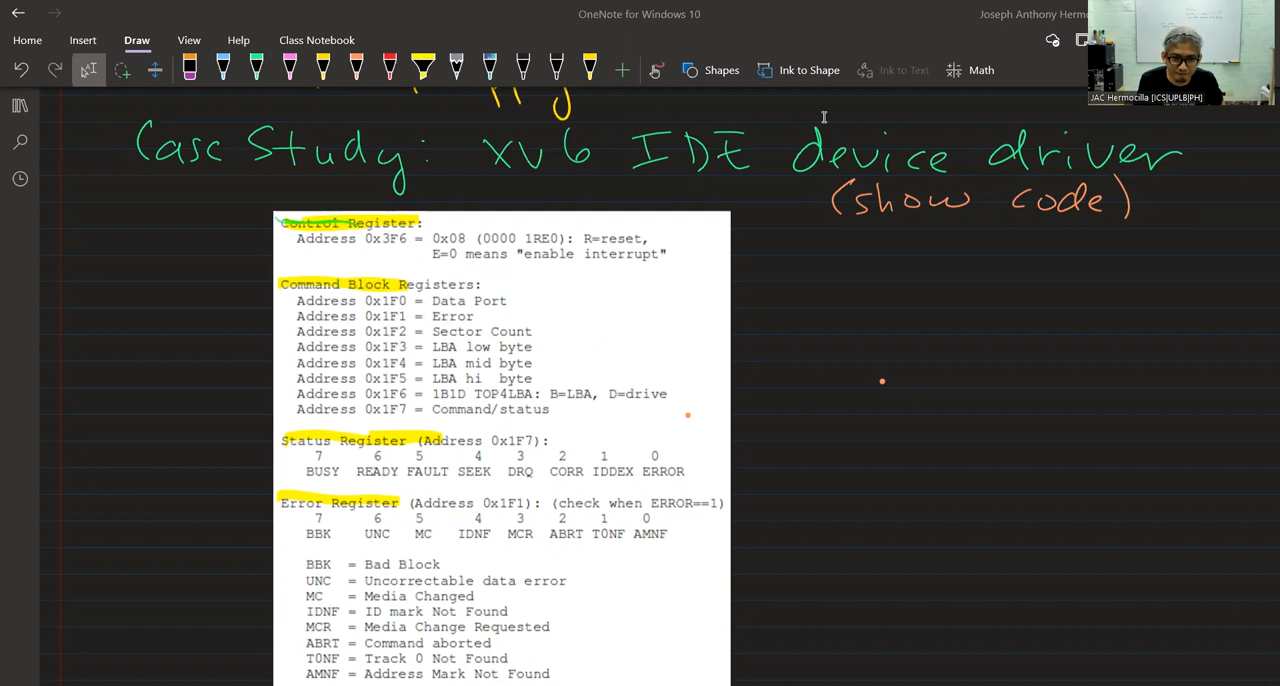 OneNote for Windows 10
Joseph Anthony Hermo
Home Insert Draw View Help Class Notebook
Shapes Ink to Shape Ink to Text Math
JAC Hermocilla [ICS|UPLB|PH]
Case Study: xv6 IDE device driver
(show code)
Control Register:
Address 0x3F6 = 0x08 (0000 1RE0): R=reset,
E=0 means "enable interrupt"
Command Block Registers:
Address 0x1F0 = Data Port
Address 0x1F1 = Error
Address 0x1F2 = Sector Count
Address 0x1F3 = LBA low byte
Address 0x1F4 = LBA mid byte
Address 0x1F5 = LBA hi byte
Address 0x1F6 = 1B1D TOP4LBA: B=LBA, D=drive
Address 0x1F7 = Command/status
Status Register (Address 0x1F7):
7 6 5 4 3 2 1 0
BUSY READY FAULT SEEK DRQ CORR IDDEX ERROR
Error Register (Address 0x1F1): (check when ERROR==1)
7 6 5 4 3 2 1 0
BBK UNC MC IDNF MCR ABRT T0NF AMNF
BBK = Bad Block
UNC = Uncorrectable data error
MC = Media Changed
IDNF = ID mark Not Found
MCR = Media Change Requested
ABRT = Command aborted
T0NF = Track 0 Not Found
AMNF = Address Mark Not Found